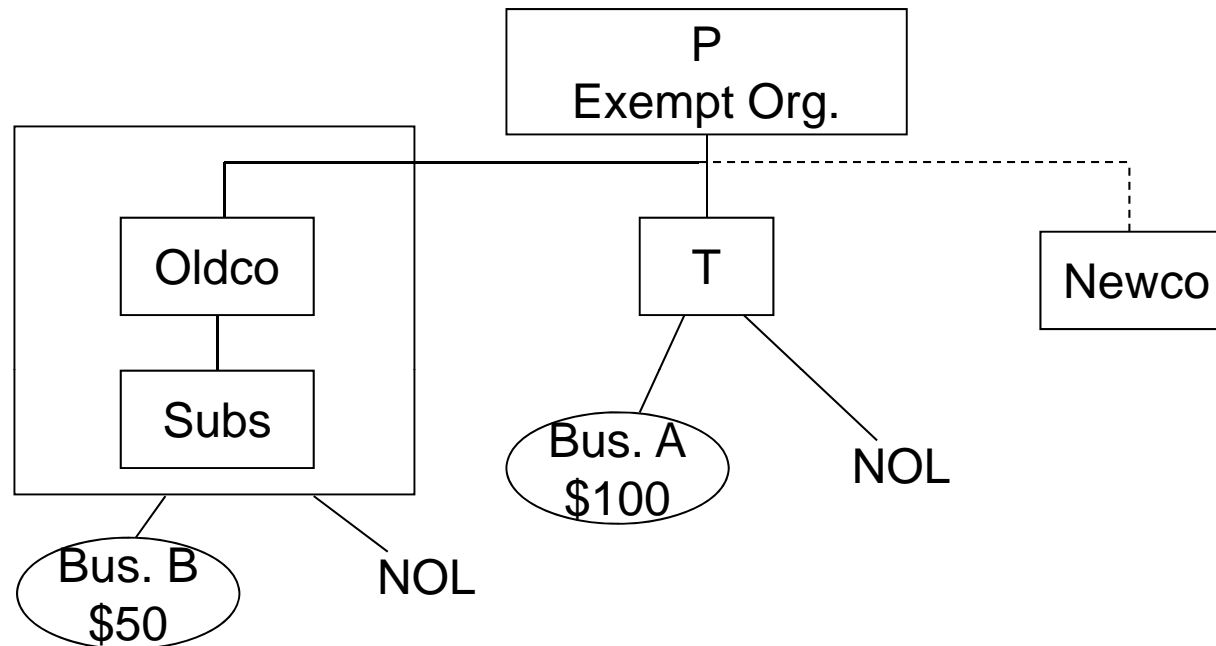 P
Exempt Org.
Oldco
T
Newco
Subs
Bus. A
$100
NOL
Bus. B
$50
NOL